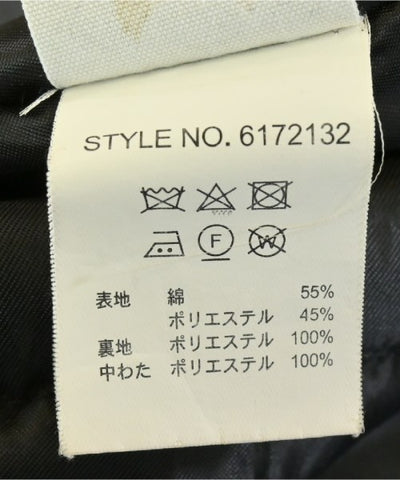 STYLE NO. 6172132
F W
表地 綿 55%
ポリエステル 45%
裏地 ポリエステル 100%
中わた ポリエステル 100%